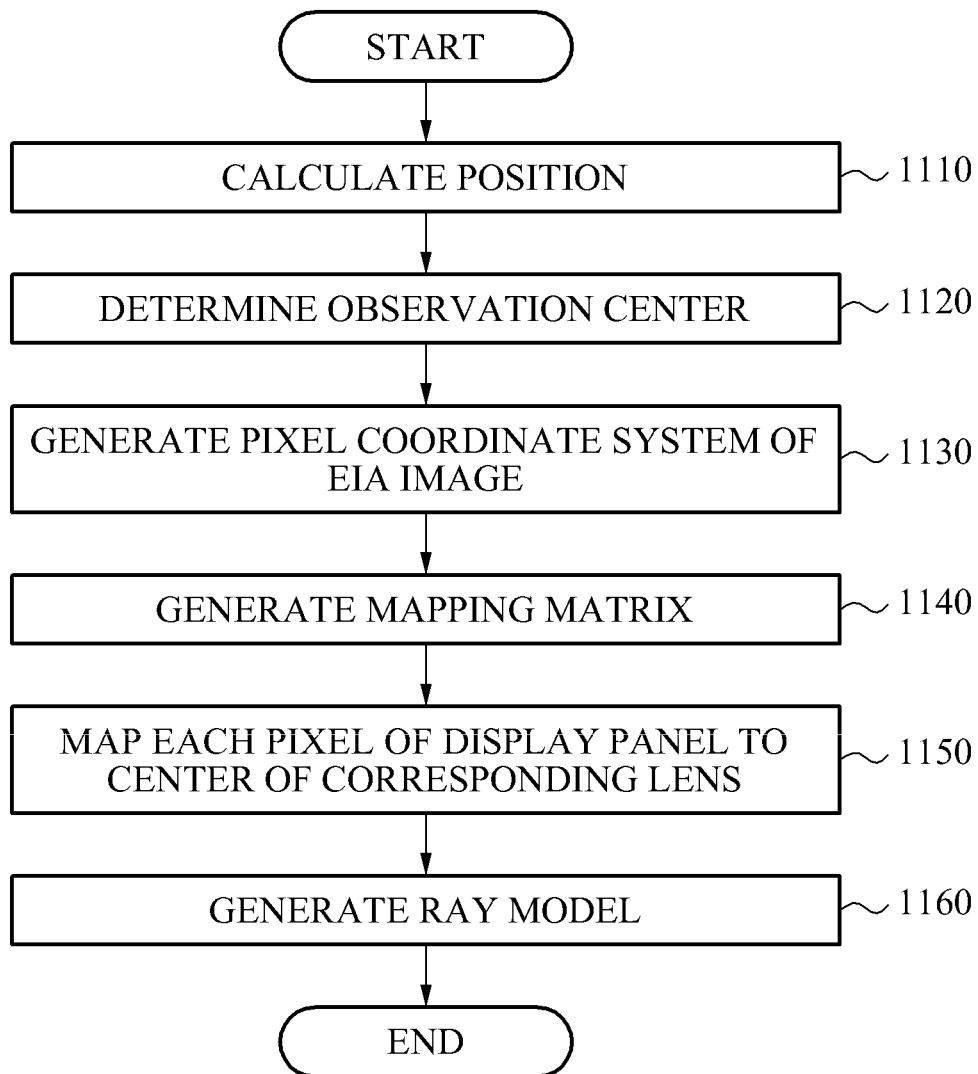 START
CALCULATE POSITION
1110
DETERMINE OBSERVATION CENTER
1120
GENERATE PIXEL COORDINATE SYSTEM OF
EIA IMAGE
1130
GENERATE MAPPING MATRIX
1140
MAP EACH PIXEL OF DISPLAY PANEL TO
CENTER OF CORRESPONDING LENS
1150
GENERATE RAY MODEL
1160
END